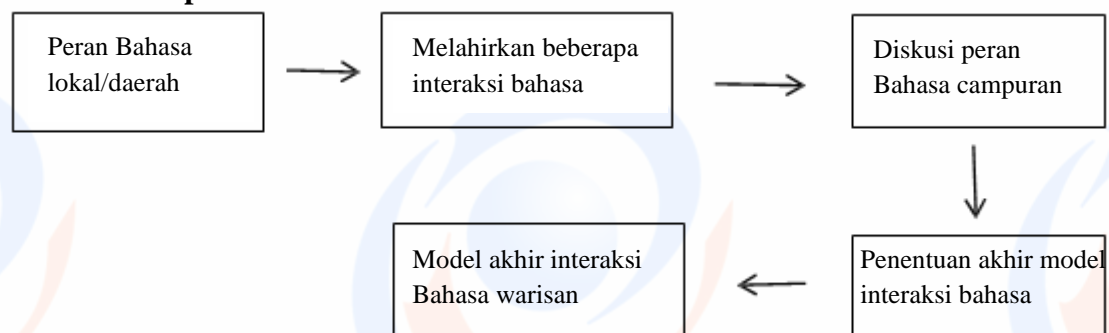 Peran Bahasa
lokal/daerah
Melahirkan beberapa
interaksi bahasa
Diskusi peran
Bahasa campuran
Penentuan akhir model
interaksi bahasa
Model akhir interaksi
Bahasa warisan